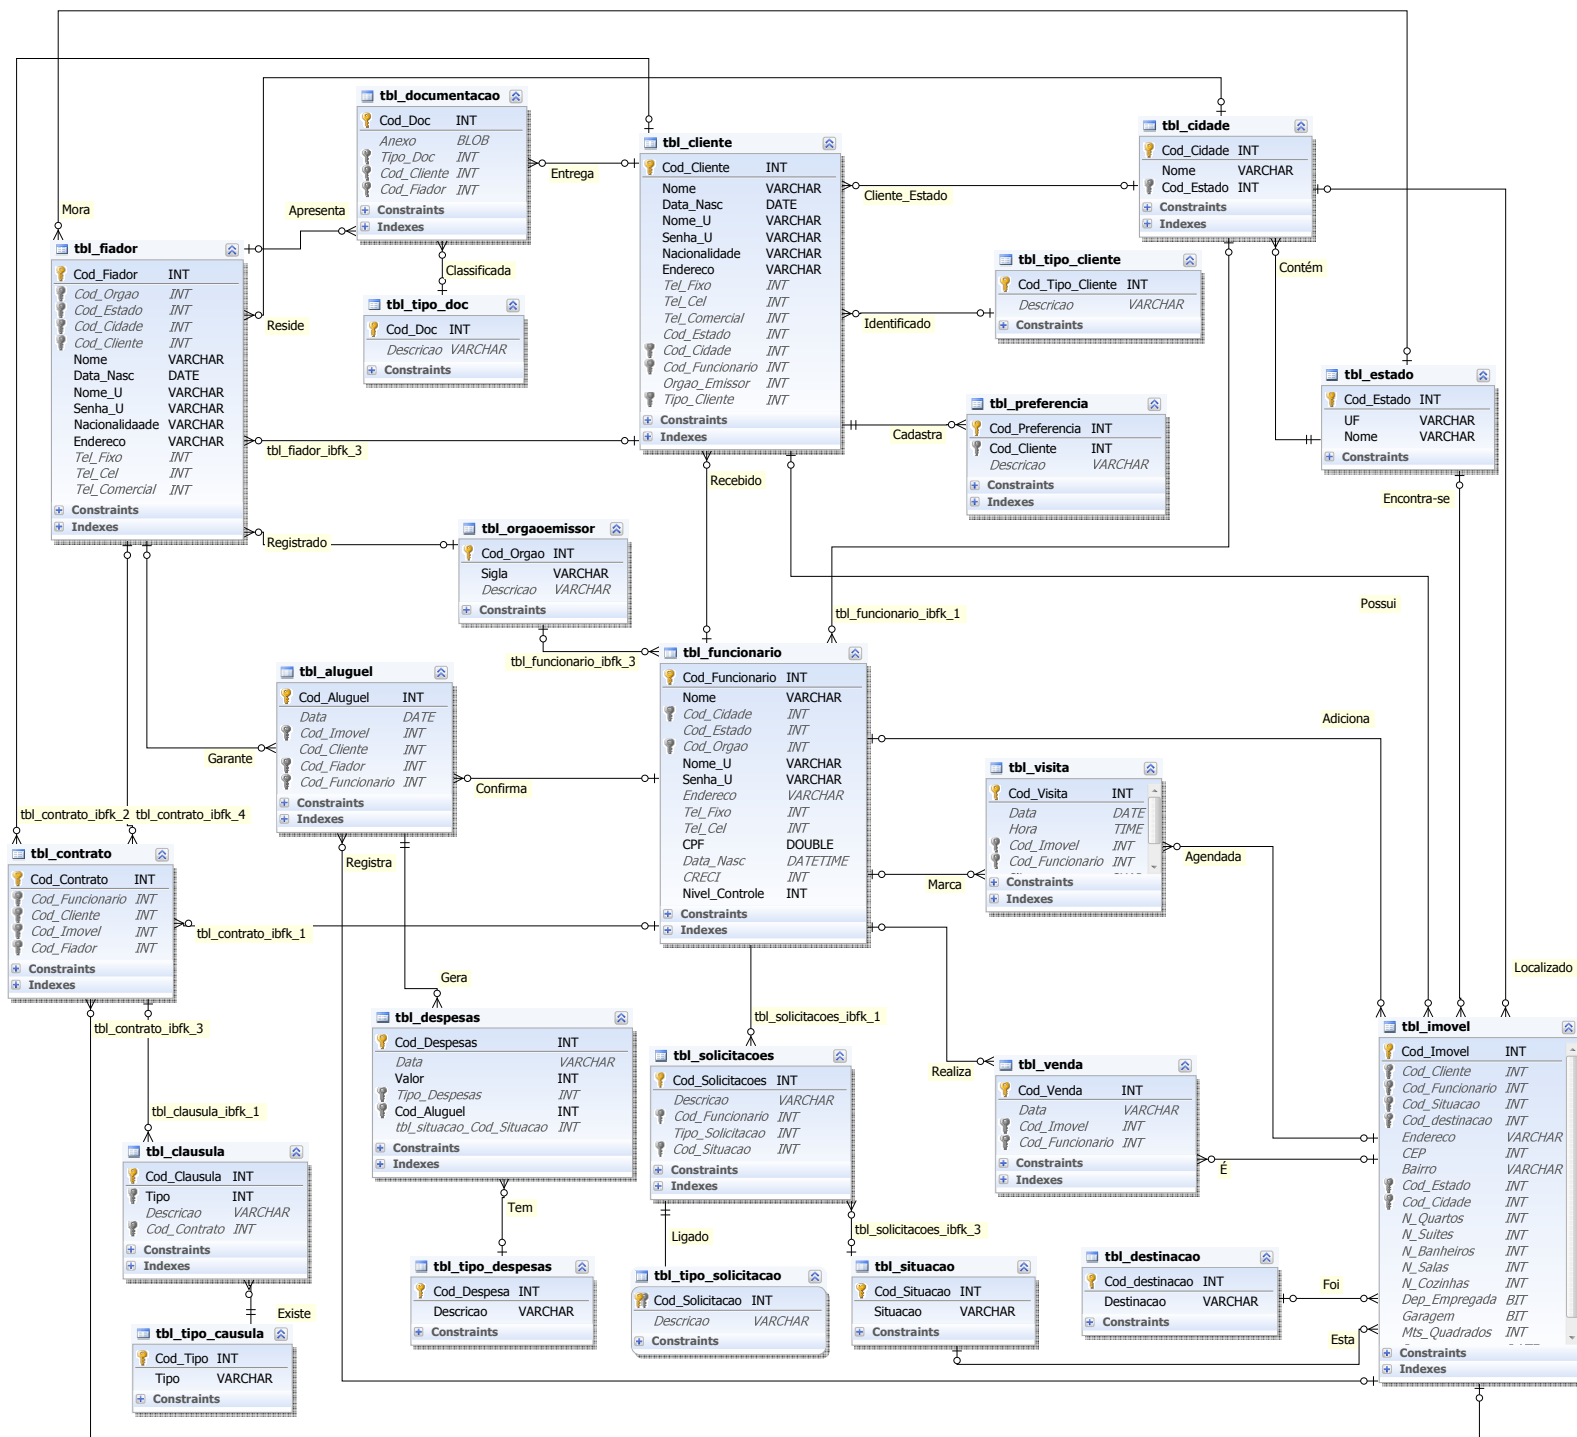 tbl_documentacao
Cod_Doc INT
Anexo BLOB
Tipo_Doc INT
Cod_Cliente INT
Cod_Fiador INT
Constraints
Indexes
tbl_cliente
Cod_Cliente INT
Nome VARCHAR
Data_Nasc DATE
Nome_U VARCHAR
Senha_U VARCHAR
Nacionalidade VARCHAR
Endereco VARCHAR
Tel_Fixo INT
Tel_Cel INT
Tel_Comercial INT
Cod_Estado INT
Cod_Cidade INT
Cod_Funcionario INT
Orgao_Emissor INT
Tipo_Cliente INT
Constraints
Indexes
tbl_cidade
Cod_Cidade INT
Nome VARCHAR
Cod_Estado INT
Constraints
Indexes
Entrega
Cliente_Estado
Mora
Apresenta
Classificada
Contém
tbl_fiador
Cod_Fiador INT
Cod_Orgao INT
Cod_Estado INT
Cod_Cidade INT
Cod_Cliente INT
Nome VARCHAR
Data_Nasc DATE
Nome_U VARCHAR
Senha_U VARCHAR
Nacionalidaade VARCHAR
Endereco VARCHAR
Tel_Fixo INT
Tel_Cel INT
Tel_Comercial INT
Constraints
Indexes
tbl_tipo_doc
Cod_Doc INT
Descricao VARCHAR
Constraints
Reside
tbl_tipo_cliente
Cod_Tipo_Cliente INT
Descricao VARCHAR
Constraints
Identificado
tbl_estado
Cod_Estado INT
UF VARCHAR
Nome VARCHAR
Constraints
tbl_preferencia
Cod_Preferencia INT
Cod_Cliente INT
Descricao VARCHAR
Constraints
Indexes
Cadastra
tbl_fiador_ibfk_3
Recebido
Encontra-se
Registrado
tbl_orgaoemissor
Cod_Orgao INT
Sigla VARCHAR
Descricao VARCHAR
Constraints
Possui
tbl_funcionario_ibfk_1
tbl_funcionario_ibfk_3
tbl_funcionario
Cod_Funcionario INT
Nome VARCHAR
Cod_Cidade INT
Cod_Estado INT
Cod_Orgao INT
Nome_U VARCHAR
Senha_U VARCHAR
Endereco VARCHAR
Tel_Fixo INT
Tel_Cel INT
CPF DOUBLE
Data_Nasc DATETIME
CRECI INT
Nivel_Controle INT
Constraints
Indexes
tbl_aluguel
Cod_Aluguel INT
Data DATE
Cod_Imovel INT
Cod_Cliente INT
Cod_Fiador INT
Cod_Funcionario INT
Constraints
Indexes
Adiciona
Garante
Confirma
tbl_visita
Cod_Visita INT
Data DATE
Hora TIME
Cod_Imovel INT
Cod_Funcionario INT
Constraints
Indexes
tbl_contrato_ibfk_2
tbl_contrato_ibfk_4
Registra
Agendada
Marca
tbl_contrato
Cod_Contrato INT
Cod_Funcionario INT
Cod_Cliente INT
Cod_Imovel INT
Cod_Fiador INT
Constraints
Indexes
tbl_contrato_ibfk_1
Gera
Localizado
tbl_contrato_ibfk_3
tbl_despesas
Cod_Despesas INT
Data VARCHAR
Valor INT
Tipo_Despesas INT
Cod_Aluguel INT
tbl_situacao_Cod_Situacao INT
Constraints
Indexes
tbl_solicitacoes_ibfk_1
tbl_solicitacoes
Cod_Solicitacoes INT
Descricao VARCHAR
Cod_Funcionario INT
Tipo_Solicitacao INT
Cod_Situacao INT
Constraints
Indexes
Realiza
tbl_venda
Cod_Venda INT
Data VARCHAR
Cod_Imovel INT
Cod_Funcionario INT
Constraints
Indexes
É
tbl_imovel
Cod_Imovel INT
Cod_Cliente INT
Cod_Funcionario INT
Cod_Situacao INT
Cod_destinacao INT
Endereco VARCHAR
CEP INT
Bairro VARCHAR
Cod_Estado INT
Cod_Cidade INT
N_Quartos INT
N_Suites INT
N_Banheiros INT
N_Salas INT
N_Cozinhas INT
Dep_Empregada BIT
Garagem BIT
Mts_Quadrados INT
Constraints
Indexes
tbl_clausula_ibfk_1
tbl_clausula
Cod_Clausula INT
Tipo INT
Descricao VARCHAR
Cod_Contrato INT
Constraints
Indexes
Tem
Ligado
tbl_solicitacoes_ibfk_3
tbl_tipo_despesas
Cod_Despesa INT
Descricao VARCHAR
Constraints
tbl_tipo_solicitacao
Cod_Solicitacao INT
Descricao VARCHAR
Constraints
tbl_situacao
Cod_Situacao INT
Situacao VARCHAR
Constraints
tbl_destinacao
Cod_destinacao INT
Destinacao VARCHAR
Constraints
Foi
Esta
Existe
tbl_tipo_causula
Cod_Tipo INT
Tipo VARCHAR
Constraints